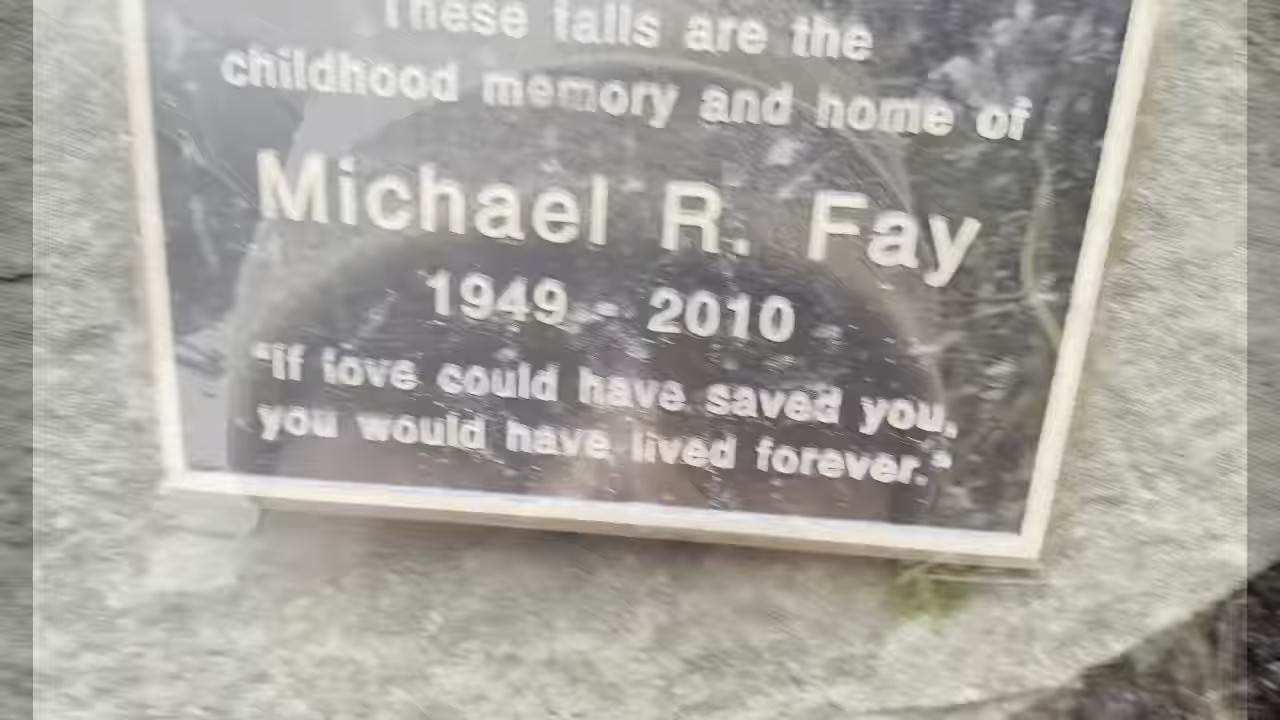 These falls are the
childhood memory and home of
Michael R. Fay
1949 - 2010
"If love could have saved you,
you would have lived forever."